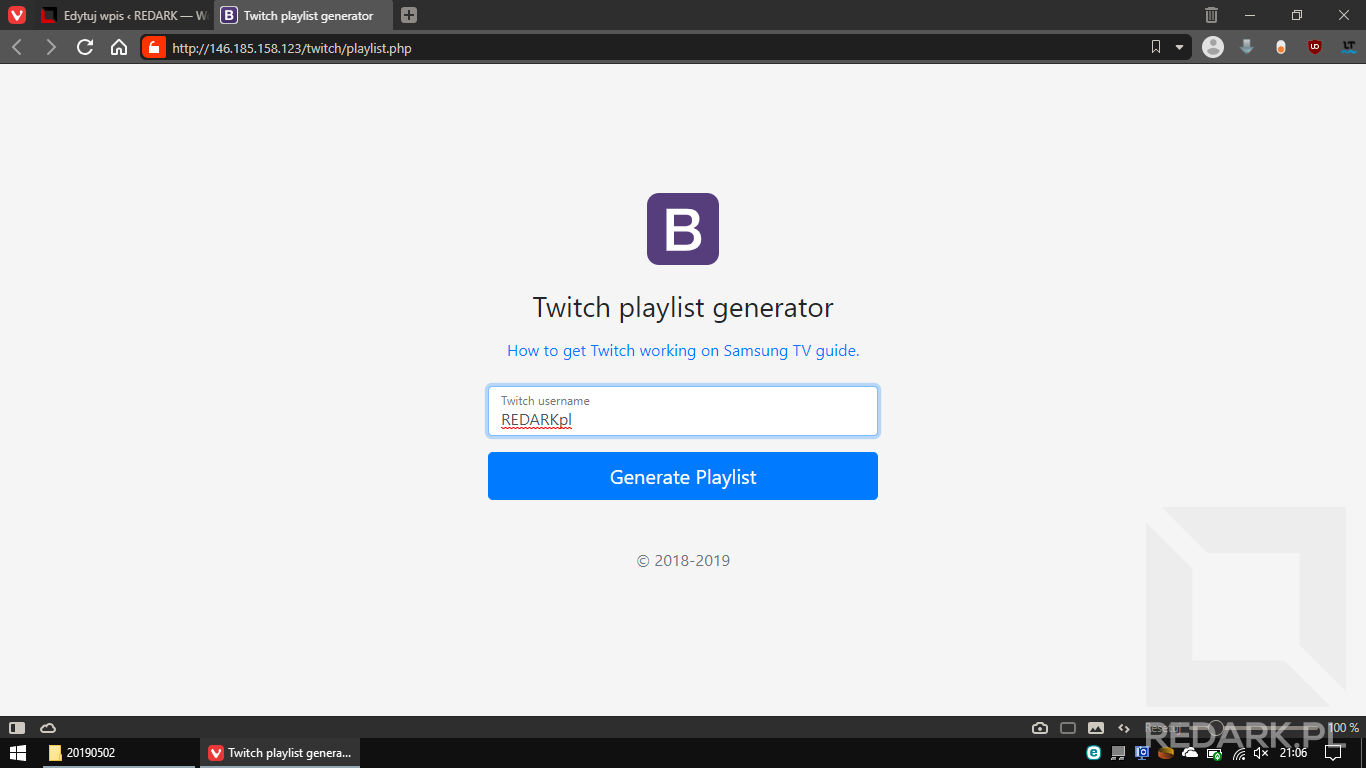 Edytuj wpis ‹ REDARK — W
B Twitch playlist generator
http://146.185.158.123/twitch/playlist.php
B
Twitch playlist generator
How to get Twitch working on Samsung TV guide.
Twitch username
REDARKpl
Generate Playlist
© 2018-2019
Resetuj
100 %
REDARK.PL
20190502
Twitch playlist genera...
21:06